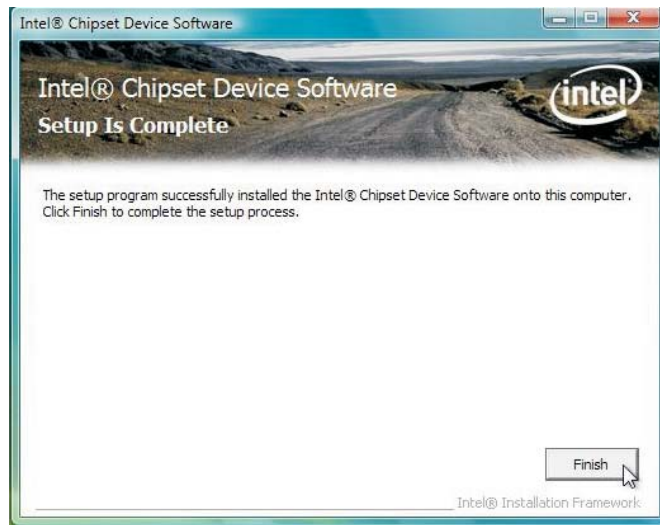 Intel® Chipset Device Software
Intel® Chipset Device Software
intel
Setup Is Complete
The setup program successfully installed the Intel® Chipset Device Software onto this computer.
Click Finish to complete the setup process.
Finish
Intel® Installation Framework